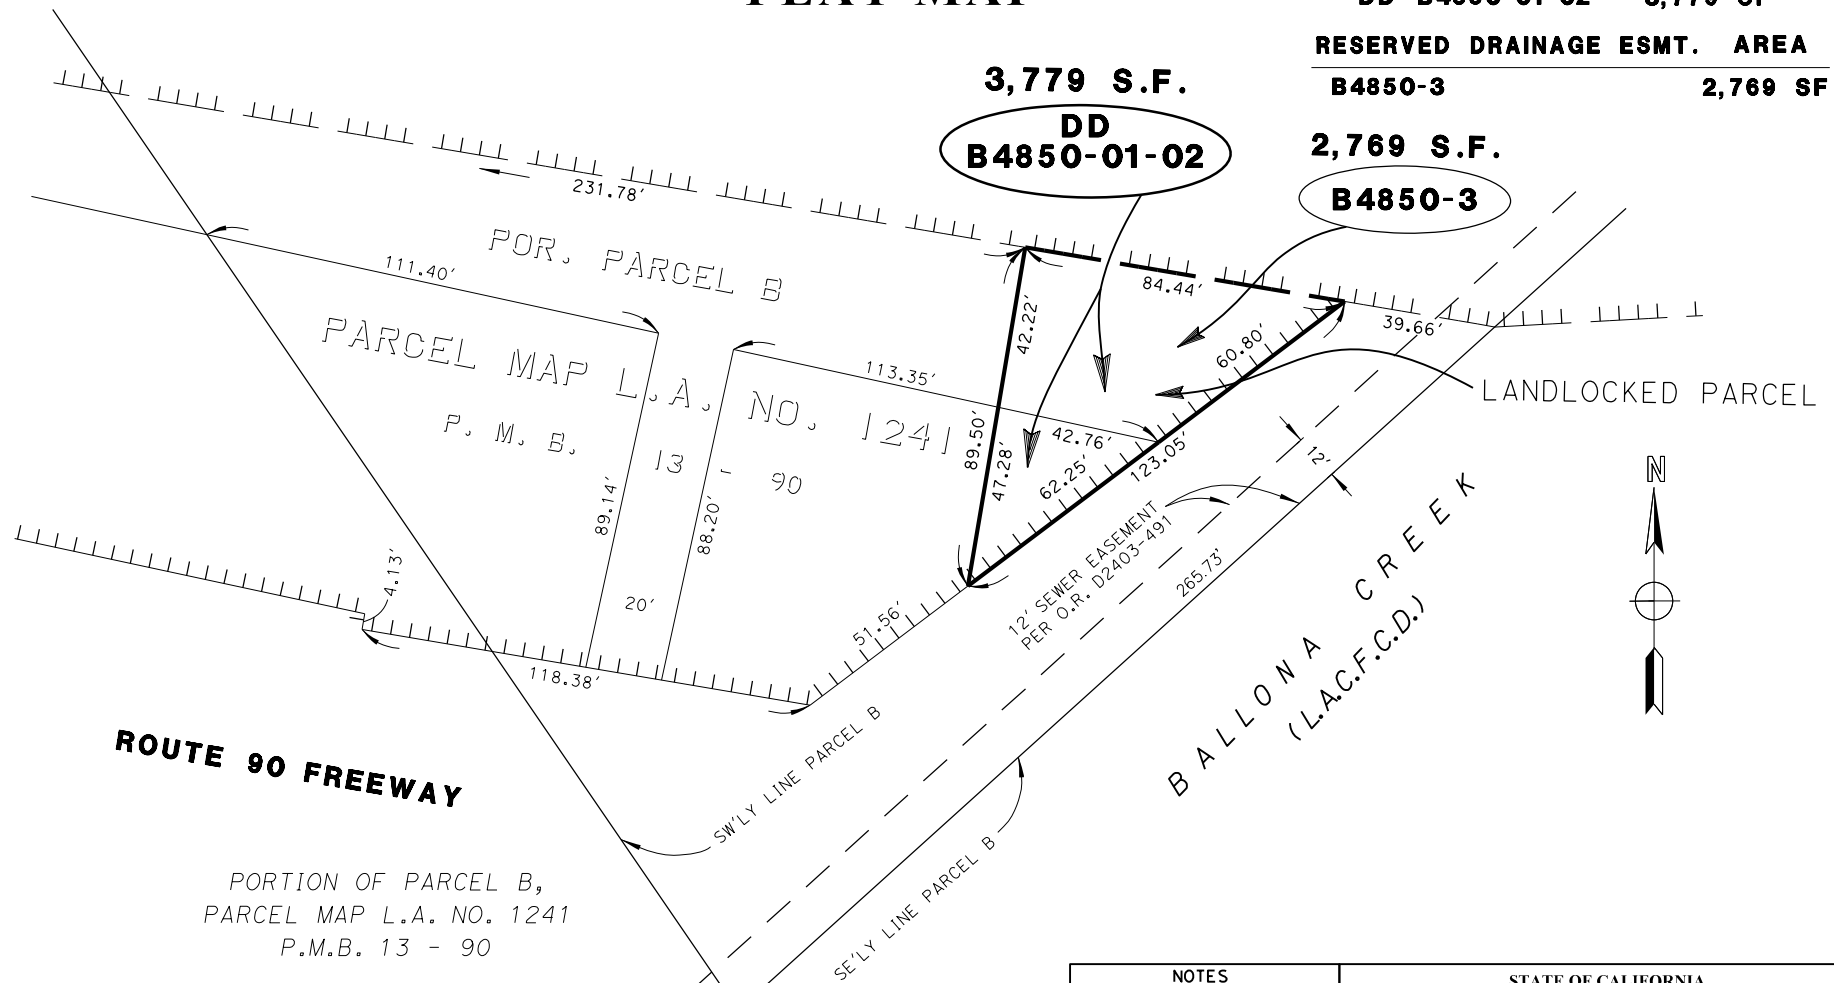 RESERVED DRAINAGE ESMT. AREA
B4850-3 2,769 SF
3,779 S.F.
DD
B4850-01-02
2,769 S.F.
B4850-3
231.78′
POR. PARCEL B
111.40′
84.44′
42.22′
39.66′
60.80′
PARCEL MAP L.A. NO. 1241
113.35′
LANDLOCKED PARCEL
P. M. B. 13 - 90
89.50′
47.28′
42.76′
62.25′
123.05′
12′
N
89.14′
88.20′
4.13′
20′
12′ SEWER EASEMENT
PER O.R. D2403-491
265.73′
51.56′
118.38′
BALLONA CREEK
(L.A.C.F.C.D.)
SW'LY LINE PARCEL B
SE'LY LINE PARCEL B
ROUTE 90 FREEWAY
PORTION OF PARCEL B,
PARCEL MAP L.A. NO. 1241
P.M.B. 13 - 90
NOTES
STATE OF CALIFORNIA